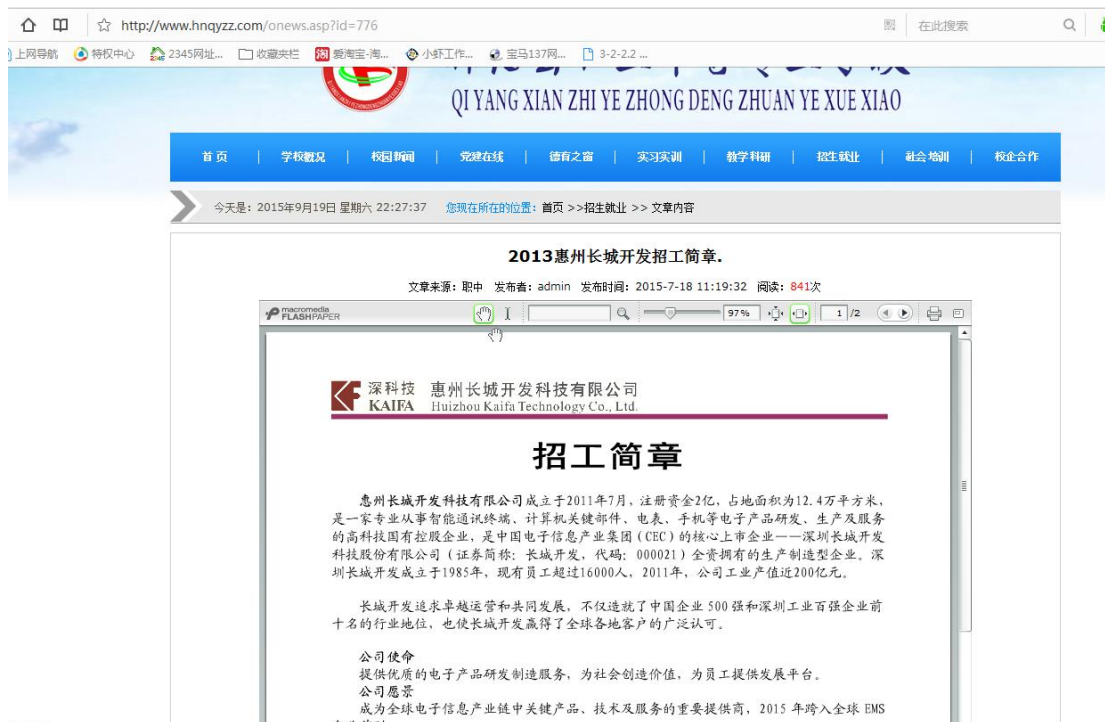 http://www.hnqyzz.com/onews.asp?id=776
在此搜索
上网导航 特权中心 2345网址... 收藏夹栏 爱淘宝-淘... 小虾工作... 宝马137网... 3-2-2.2 ...
QI YANG XIAN ZHI YE ZHONG DENG ZHUAN YE XUE XIAO
首页 | 学校概况 | 校园新闻 | 党建在线 | 德育之窗 | 实习实训 | 教学科研 | 招生就业 | 社会培训 | 校企合作
今天是：2015年9月19日 星期六 22:27:37 您现在所在的位置：首页 >>招生就业 >> 文章内容
2013惠州长城开发招工简章.
文章来源：职中 发布者：admin 发布时间：2015-7-18 11:19:32 阅读：841次
macromedia
FLASHPAPER
97% 1 /2
深科技 惠州长城开发科技有限公司
KAIFA Huizhou Kaifa Technology Co., Ltd.
招工简章
惠州长城开发科技有限公司成立于2011年7月，注册资金2亿，占地面积为12.4万平方米，
是一家专业从事智能通讯终端、计算机关键部件、电表、手机等电子产品研发、生产及服务
的高科技国有控股企业，是中国电子信息产业集团（CEC）的核心上市企业——深圳长城开发
科技股份有限公司（证券简称：长城开发，代码：000021）全资拥有的生产制造型企业。深
圳长城开发成立于1985年，现有员工超过16000人，2011年，公司工业产值近200亿元。
长城开发追求卓越运营和共同发展，不仅造就了中国企业 500 强和深圳工业百强企业前
十名的行业地位，也使长城开发赢得了全球各地客户的广泛认可。
公司使命
提供优质的电子产品研发制造服务，为社会创造价值，为员工提供发展平台。
公司愿景
成为全球电子信息产业链中关键产品、技术及服务的重要提供商，2015 年跨入全球 EMS